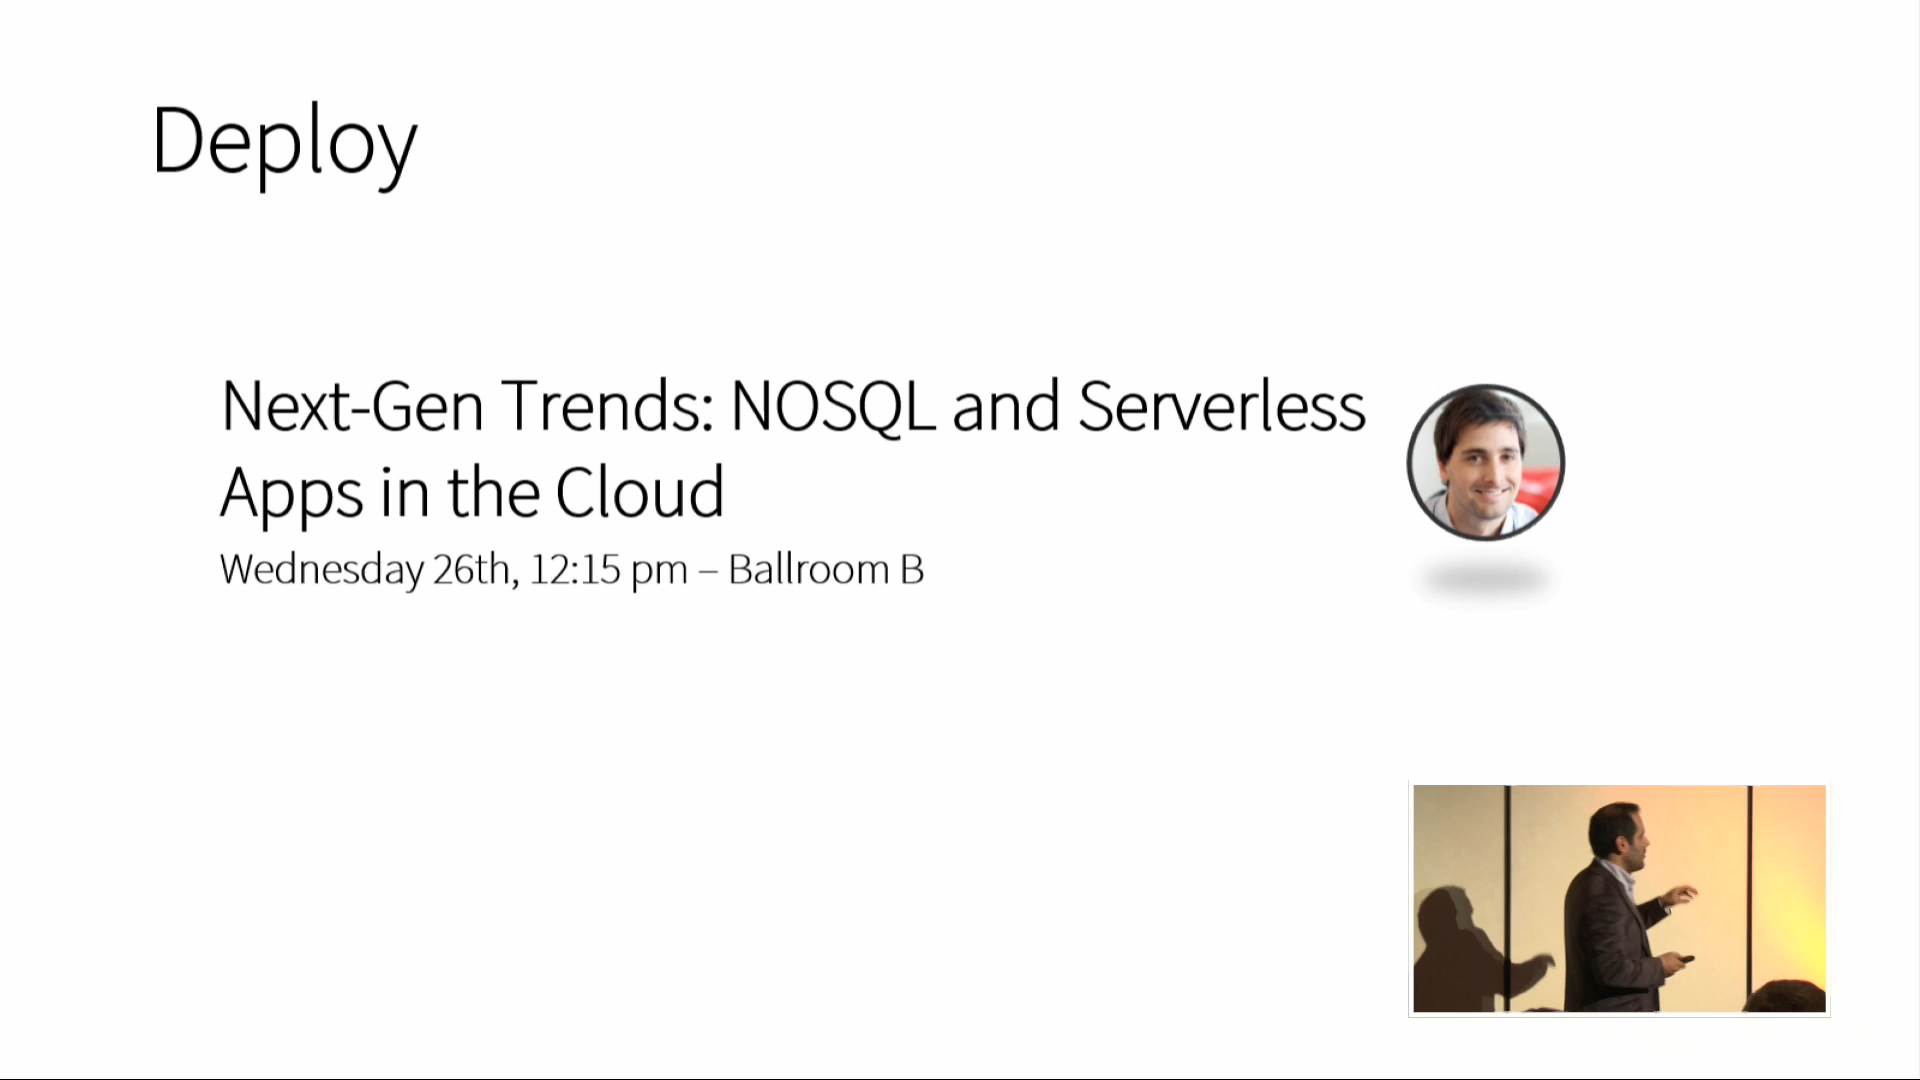 Deploy
Next-Gen Trends: NOSQL and Serverless
Apps in the Cloud
Wednesday 26th, 12:15 pm – Ballroom B